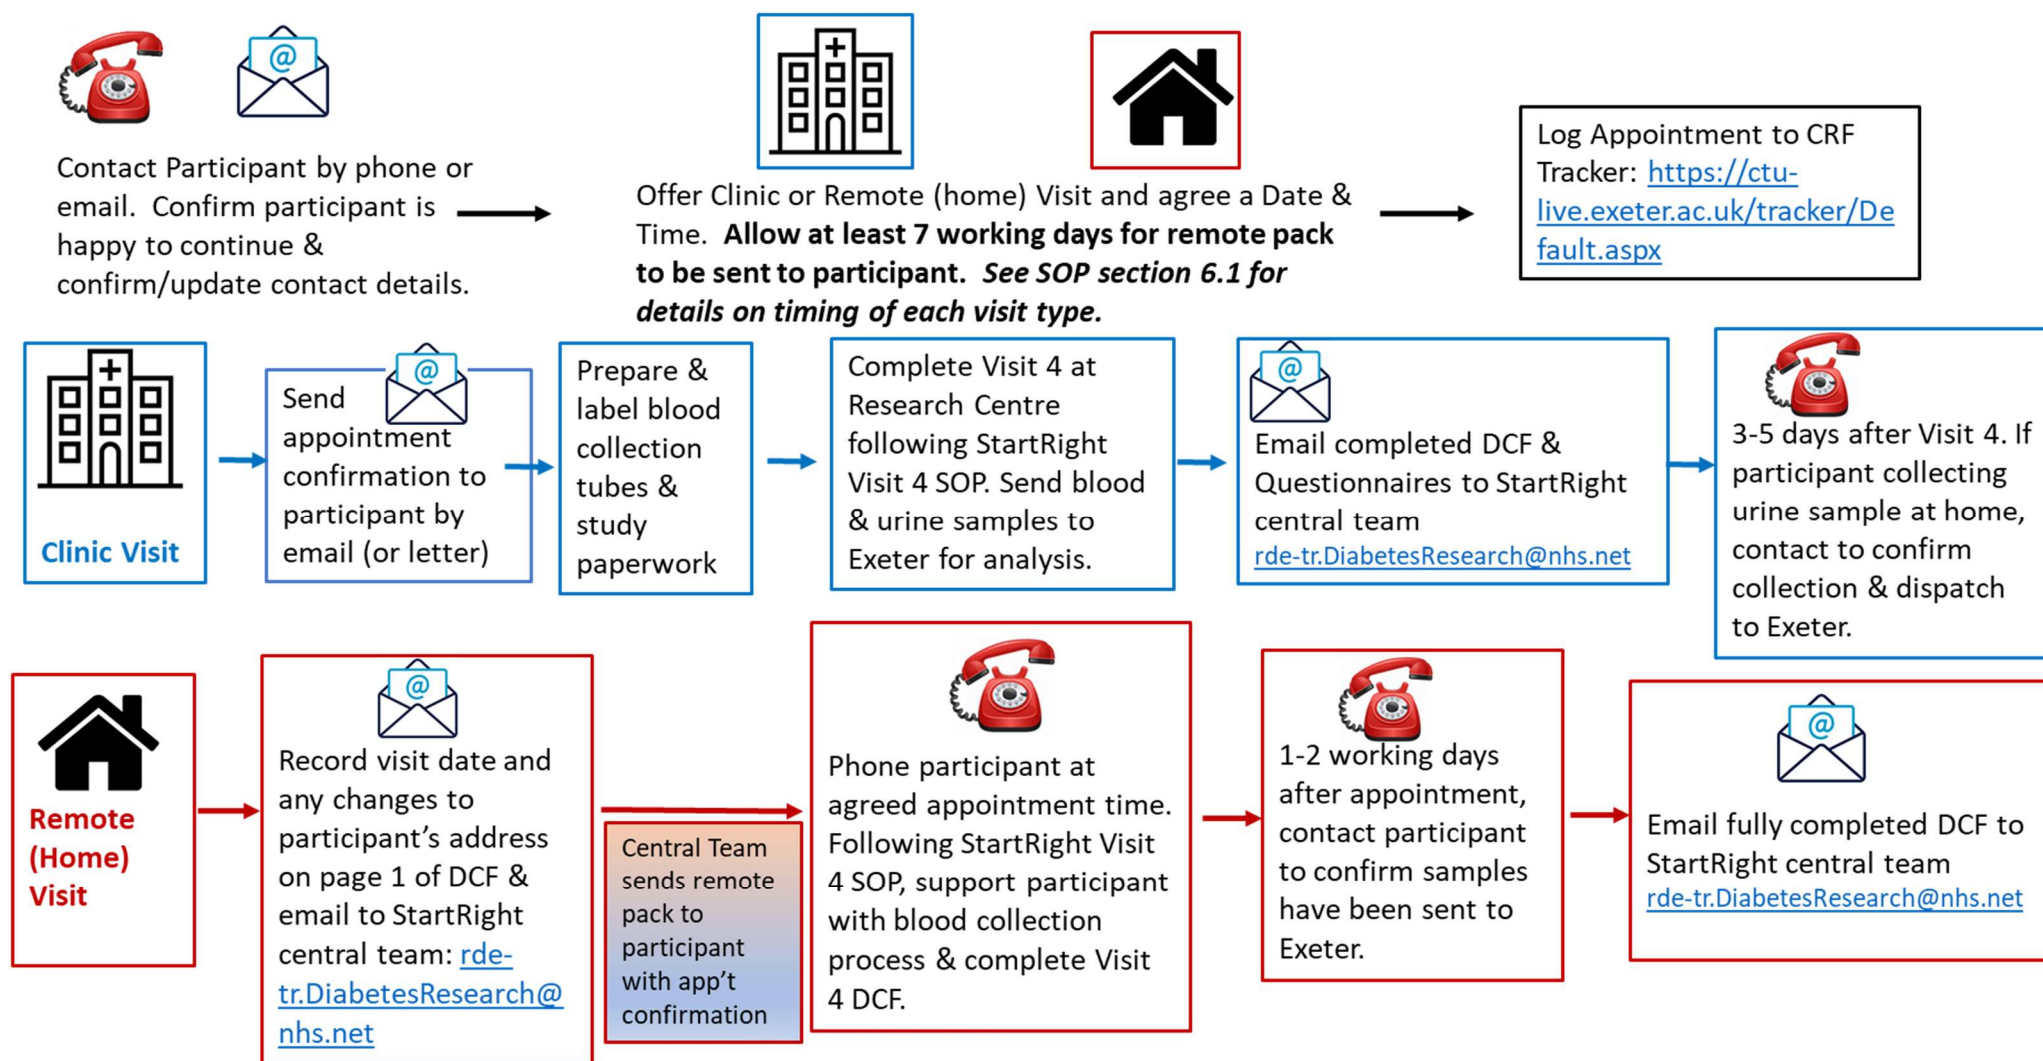 @
Contact Participant by phone or
email.  Confirm participant is
happy to continue &
confirm/update contact details.
Offer Clinic or Remote (home) Visit and agree a Date &
Time.  Allow at least 7 working days for remote pack
to be sent to participant.  See SOP section 6.1 for
details on timing of each visit type.
Log Appointment to CRF
Tracker: https://ctu-
live.exeter.ac.uk/tracker/De
fault.aspx
Clinic Visit
@
Send
appointment
confirmation to
participant by
email (or letter)
Prepare &
label blood
collection
tubes &
study
paperwork
Complete Visit 4 at
Research Centre
following StartRight
Visit 4 SOP. Send blood
& urine samples to
Exeter for analysis.
@
Email completed DCF &
Questionnaires to StartRight
central team
rde-tr.DiabetesResearch@nhs.net
3-5 days after Visit 4. If
participant collecting
urine sample at home,
contact to confirm
collection & dispatch
to Exeter.
Remote
(Home)
Visit
@
Record visit date and
any changes to
participant’s address
on page 1 of DCF &
email to StartRight
central team: rde-
tr.DiabetesResearch@
nhs.net
Central Team
sends remote
pack to
participant
with app’t
confirmation
Phone participant at
agreed appointment time.
Following StartRight Visit
4 SOP, support participant
with blood collection
process & complete Visit
4 DCF.
1-2 working days
after appointment,
contact participant
to confirm samples
have been sent to
Exeter.
@
Email fully completed DCF to
StartRight central team
rde-tr.DiabetesResearch@nhs.net